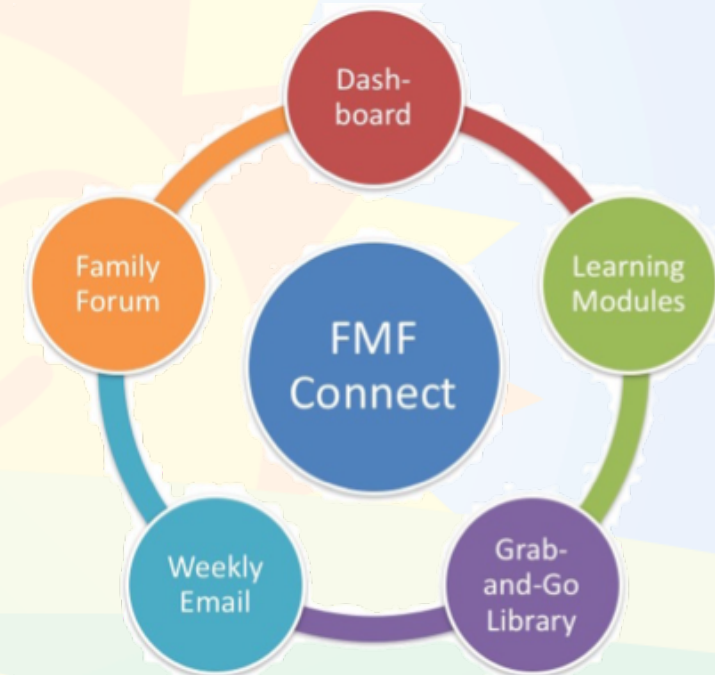 Dash-
board
Learning
Modules
Grab-
and-Go
Library
Weekly
Email
Family
Forum
FMF
Connect